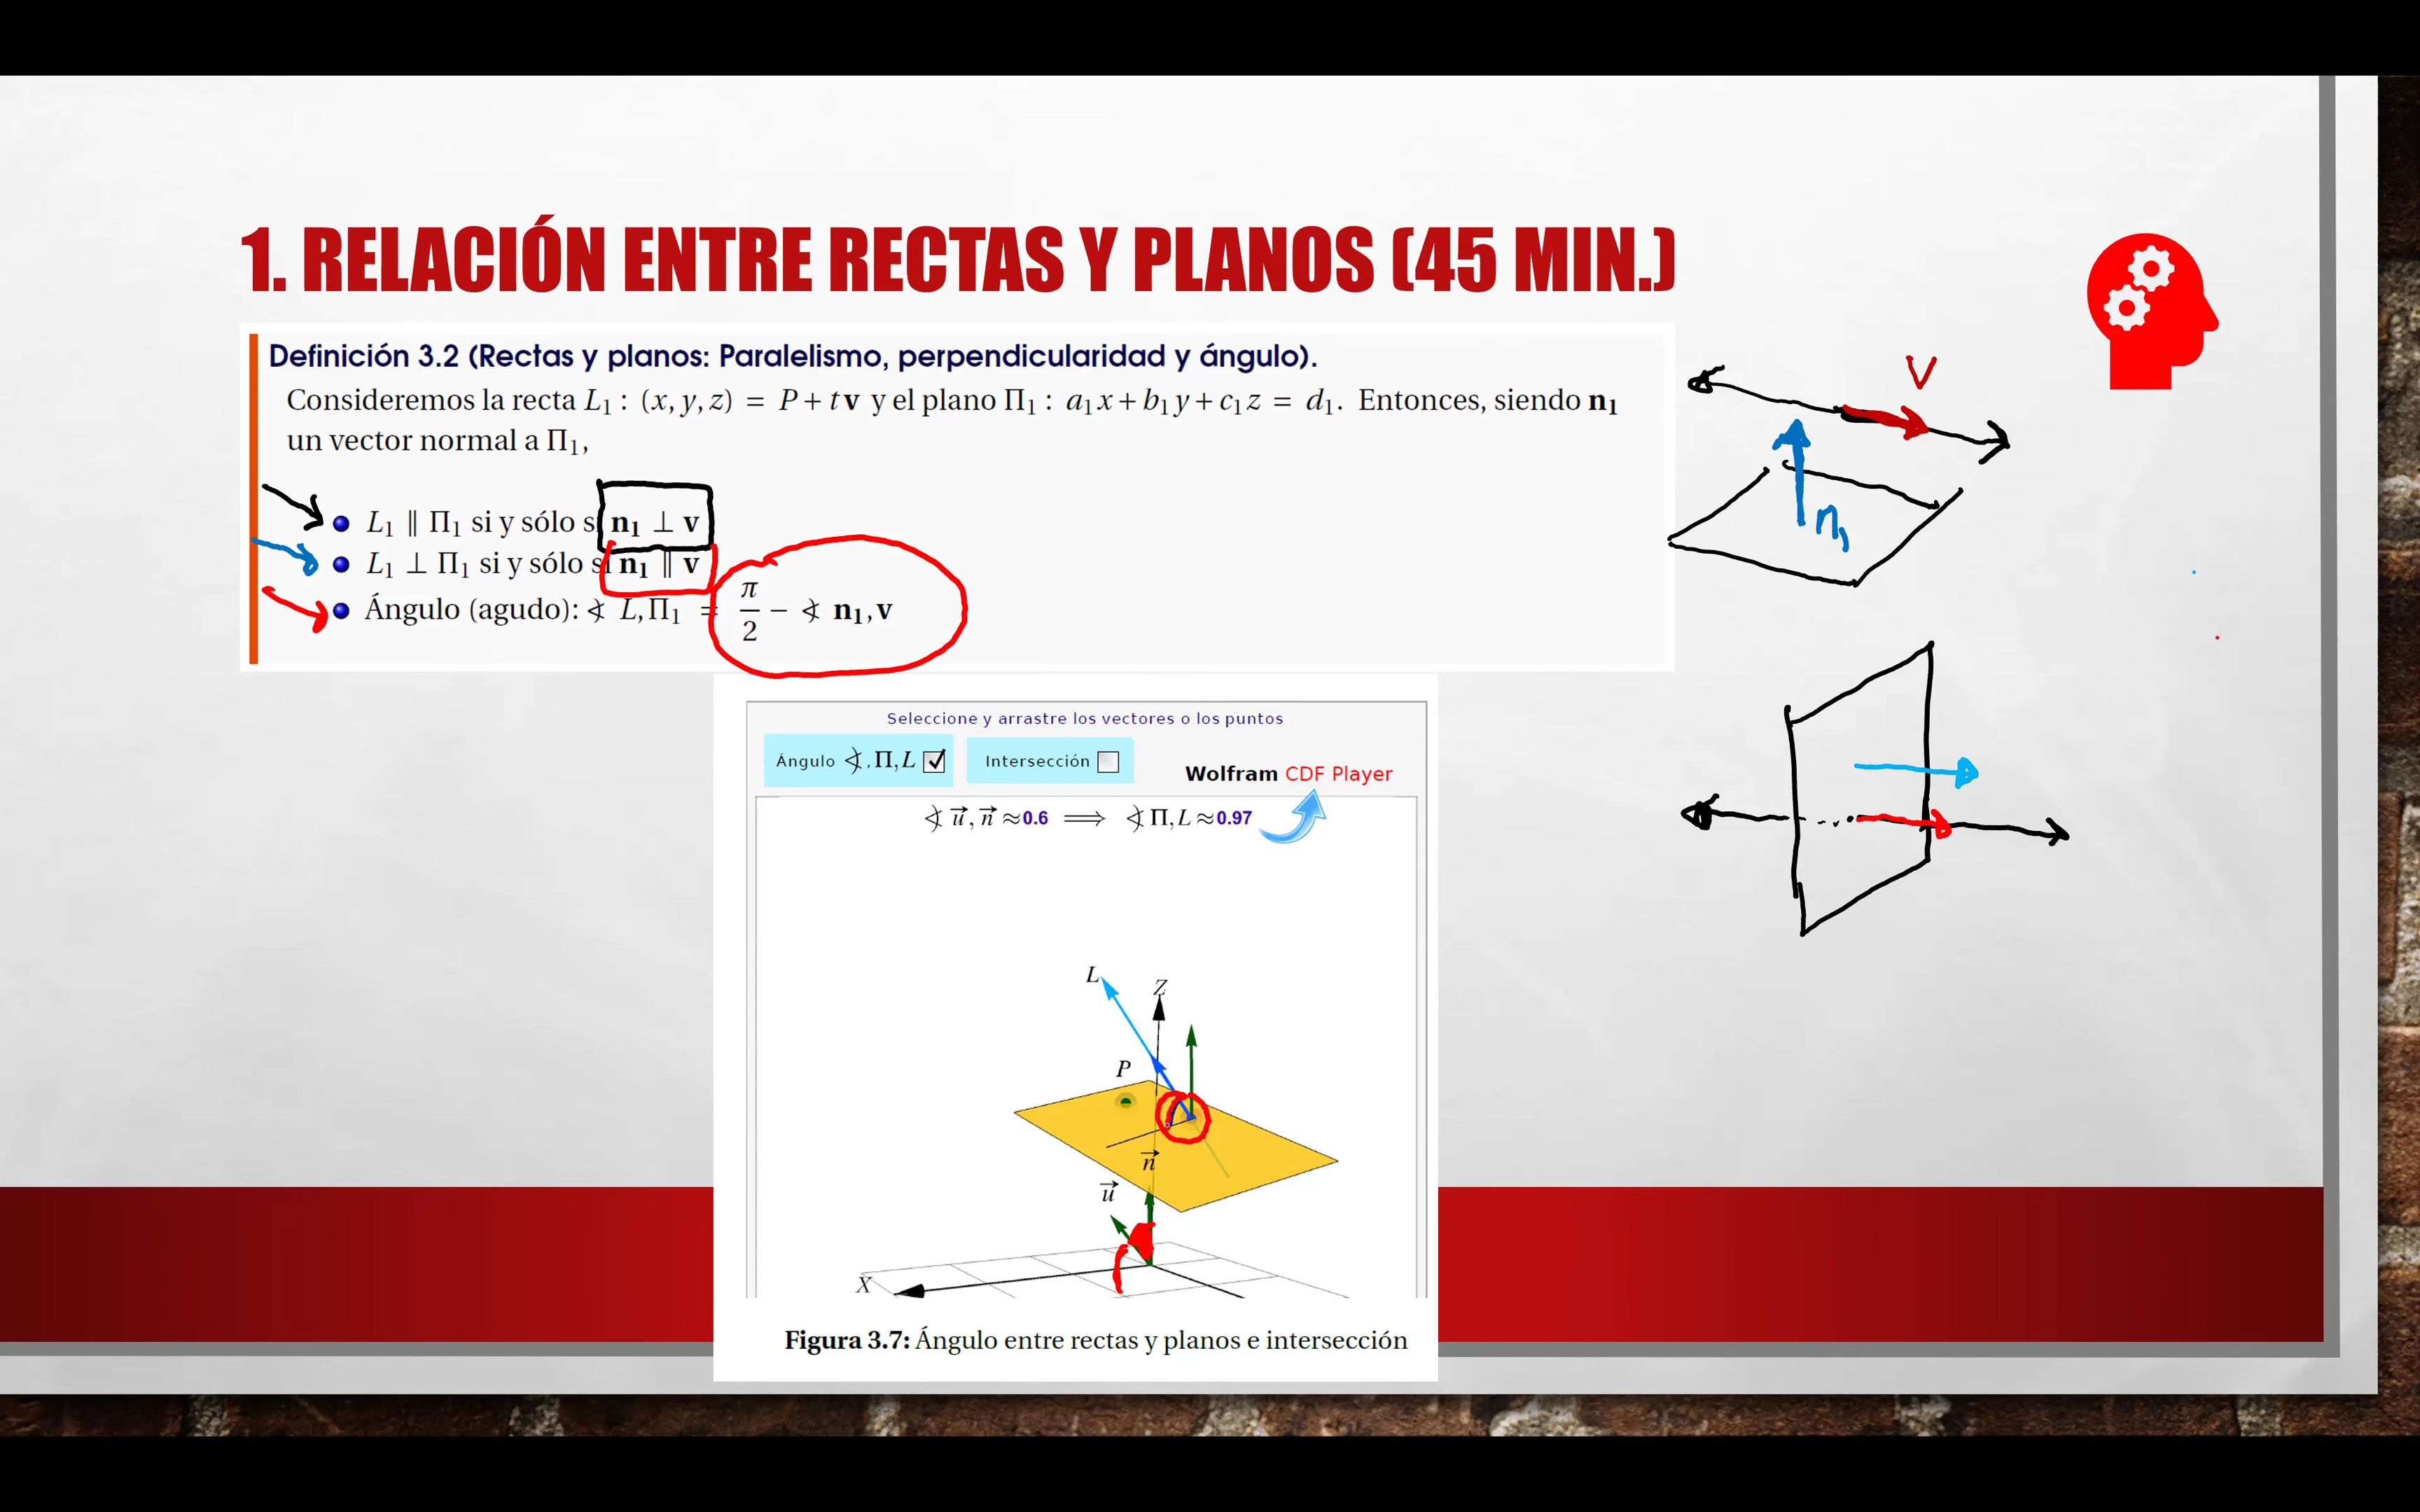 1. RELACIÓN ENTRE RECTAS Y PLANOS (45 MIN.)
Definición 3.2 (Rectas y planos: Paralelismo, perpendicularidad y ángulo).
Consideremos la recta L₁ : (x, y, z) = P + t v y el plano Π₁ : a₁x + b₁y + c₁z = d₁. Entonces, siendo n₁
un vector normal a Π₁,
L₁ ∥ Π₁ si y sólo s n₁ ⊥ v
L₁ ⊥ Π₁ si y sólo si n₁ ∥ v
Ángulo (agudo): ∢ L, Π₁ = π/2 − ∢ n₁, v
V
n₁
Seleccione y arrastre los vectores o los puntos
Ángulo ∢, Π, L
Intersección
Wolfram CDF Player
∢ u⃗, n⃗ ≈ 0.6 ⟹ ∢ Π, L ≈ 0.97
L
Z
P
n⃗
u⃗
X
Figura 3.7: Ángulo entre rectas y planos e intersección